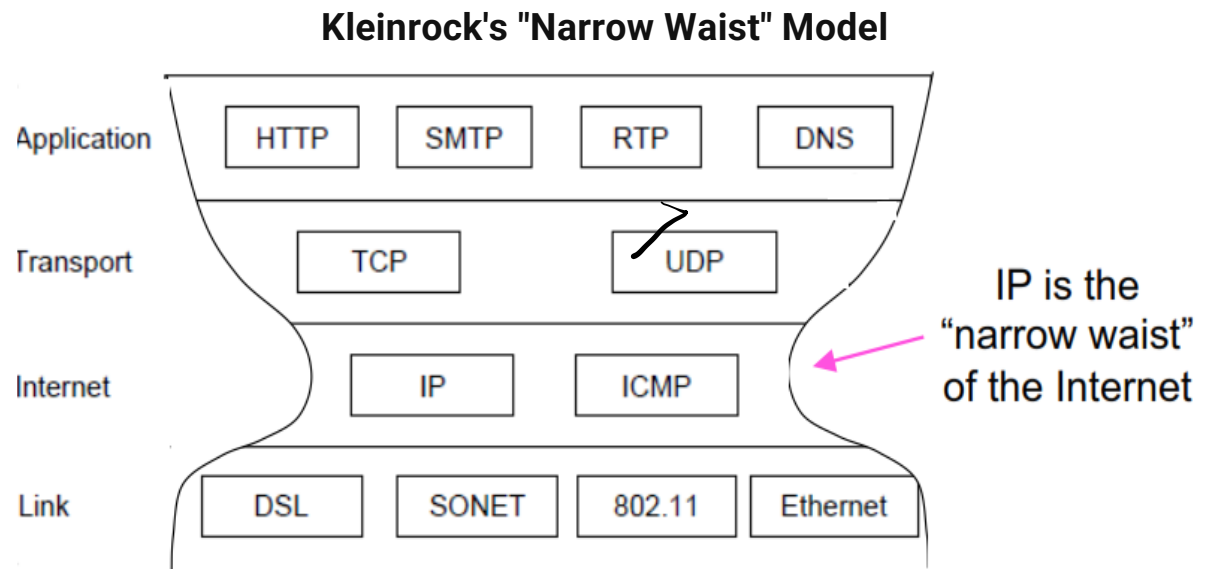 Kleinrock's "Narrow Waist" Model
Application
HTTP
SMTP
RTP
DNS
Transport
TCP
UDP
IP is the
“narrow waist”
of the Internet
Internet
IP
ICMP
Link
DSL
SONET
802.11
Ethernet